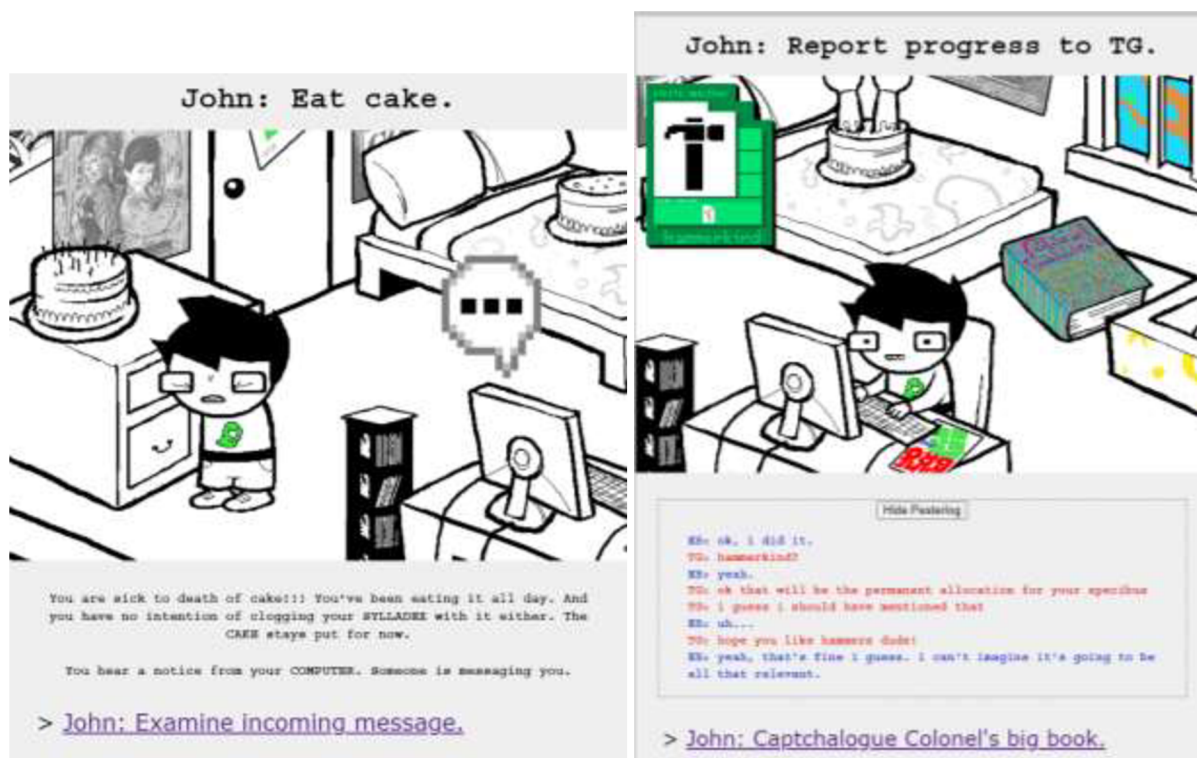 John: Eat cake.
You are sick to death of cake!!! You've been eating it all day. And
you have no intention of clogging your SYLLADEX with it either. The
CAKE stays put for now.
You hear a notice from your COMPUTER. Someone is messaging you.
> John: Examine incoming message.
John: Report progress to TG.
hammerkind
Hide Pesterlog
EB: ok, i did it.
TG: hammerkind?
EB: yeah.
TG: ok that will be the permanent allocation for your specibus
TG: i guess i should have mentioned that
EB: uh...
TG: hope you like hammers dude!
EB: yeah, that's fine i guess. i can't imagine it's going to be
all that relevant.
> John: Captchalogue Colonel's big book.